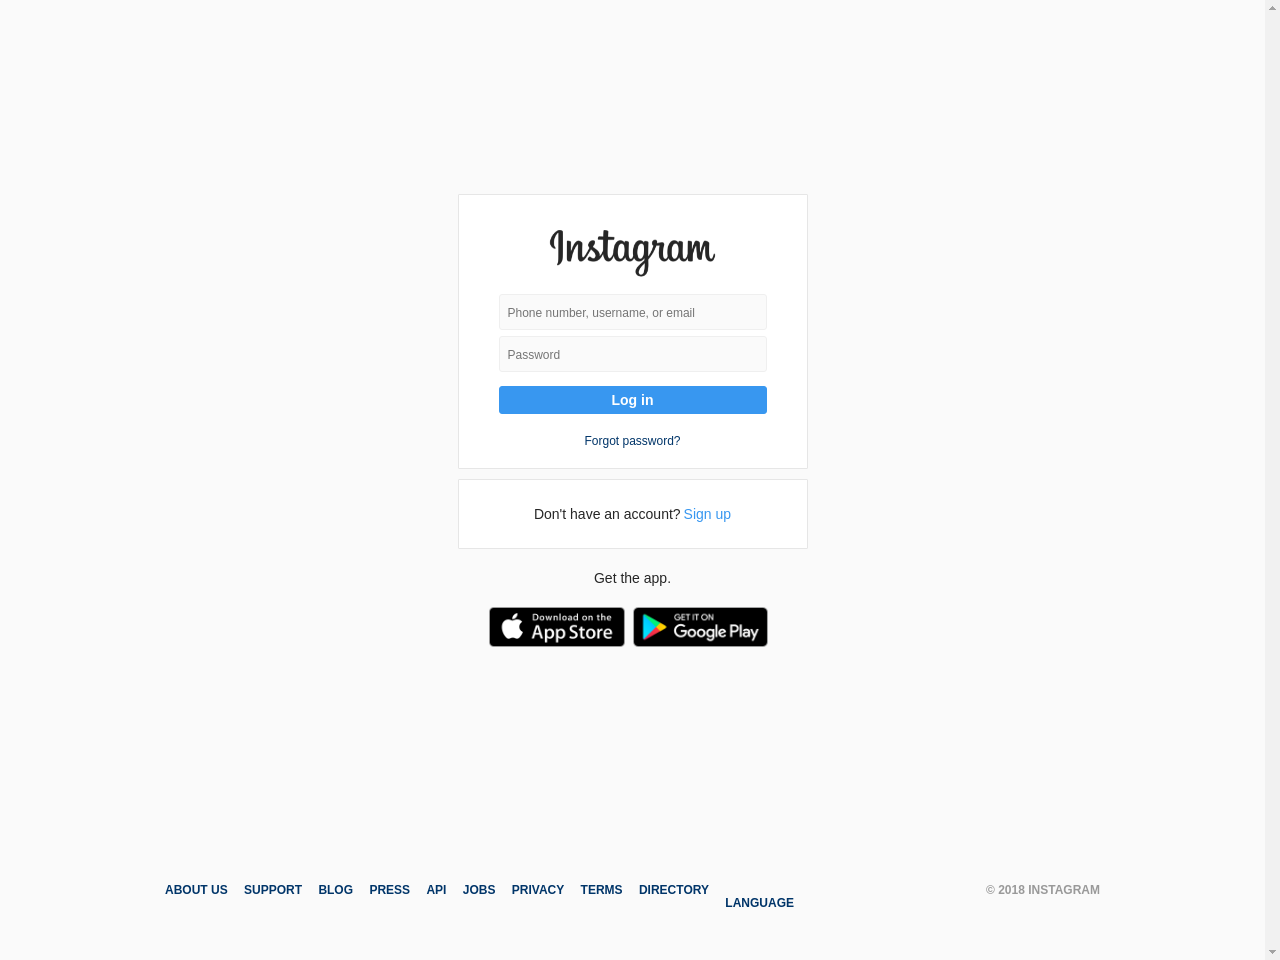 Instagram
Phone number, username, or email
Password
Log in
Forgot password?
Don't have an account? Sign up
Get the app.
Download on the
App Store
GET IT ON
Google Play
ABOUT US SUPPORT BLOG PRESS API JOBS PRIVACY TERMS DIRECTORY
LANGUAGE
© 2018 INSTAGRAM